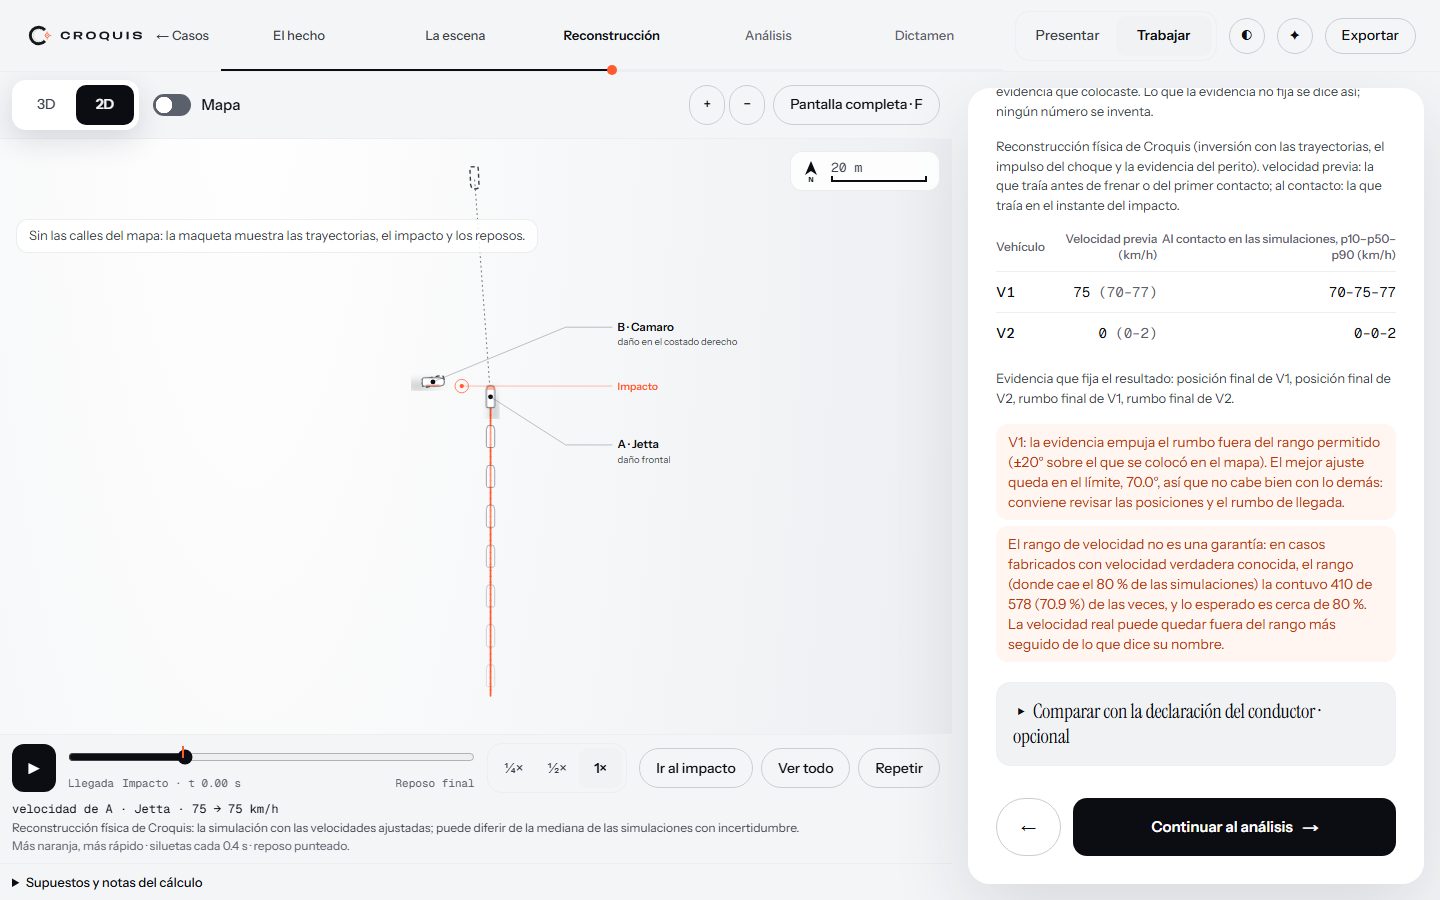 CROQUIS
← Casos
El hecho
La escena
Reconstrucción
Análisis
Dictamen
Presentar
Trabajar
Exportar
3D
2D
Mapa
+
−
Pantalla completa · F
N
20 m
Sin las calles del mapa: la maqueta muestra las trayectorias, el impacto y los reposos.
B · Camaro
daño en el costado derecho
Impacto
A · Jetta
daño frontal
Llegada
Impacto · t 0.00 s
Reposo final
¼×
½×
1×
Ir al impacto
Ver todo
Repetir
velocidad de A · Jetta · 75 → 75 km/h
Reconstrucción física de Croquis: la simulación con las velocidades ajustadas; puede diferir de la mediana de las simulaciones con incertidumbre.
Más naranja, más rápido · siluetas cada 0.4 s · reposo punteado.
Supuestos y notas del cálculo
evidencia que colocaste. Lo que la evidencia no fija se dice así;
ningún número se inventa.
Reconstrucción física de Croquis (inversión con las trayectorias, el
impulso del choque y la evidencia del perito). velocidad previa: la
que traía antes de frenar o del primer contacto; al contacto: la que
traía en el instante del impacto.
Vehículo
Velocidad previa
(km/h)
Al contacto en las simulaciones, p10–p50–
p90 (km/h)
V1
75 (70–77)
70–75–77
V2
0 (0–2)
0–0–2
Evidencia que fija el resultado: posición final de V1, posición final de
V2, rumbo final de V1, rumbo final de V2.
V1: la evidencia empuja el rumbo fuera del rango permitido
(±20° sobre el que se colocó en el mapa). El mejor ajuste
queda en el límite, 70.0°, así que no cabe bien con lo demás:
conviene revisar las posiciones y el rumbo de llegada.
El rango de velocidad no es una garantía: en casos
fabricados con velocidad verdadera conocida, el rango
(donde cae el 80 % de las simulaciones) la contuvo 410 de
578 (70.9 %) de las veces, y lo esperado es cerca de 80 %.
La velocidad real puede quedar fuera del rango más
seguido de lo que dice su nombre.
Comparar con la declaración del conductor ·
opcional
←
Continuar al análisis →